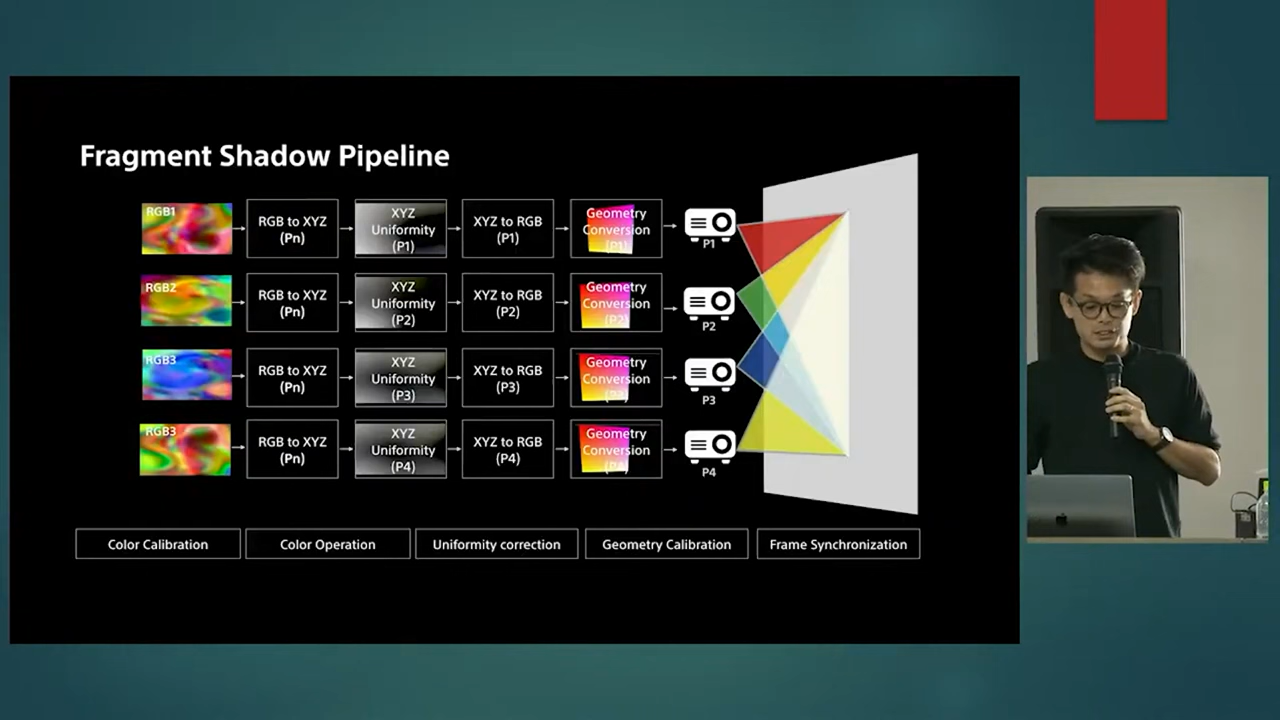 Fragment Shadow Pipeline
RGB1
RGB to XYZ
(Pn)
XYZ
Uniformity
(P1)
XYZ to RGB
(P1)
Geometry
Conversion
(P1)
P1
RGB2
RGB to XYZ
(Pn)
XYZ
Uniformity
(P2)
XYZ to RGB
(P2)
Geometry
Conversion
(P2)
P2
RGB3
RGB to XYZ
(Pn)
XYZ
Uniformity
(P3)
XYZ to RGB
(P3)
Geometry
Conversion
(P3)
P3
RGB3
RGB to XYZ
(Pn)
XYZ
Uniformity
(P4)
XYZ to RGB
(P4)
Geometry
Conversion
(P4)
P4
Color Calibration
Color Operation
Uniformity correction
Geometry Calibration
Frame Synchronization